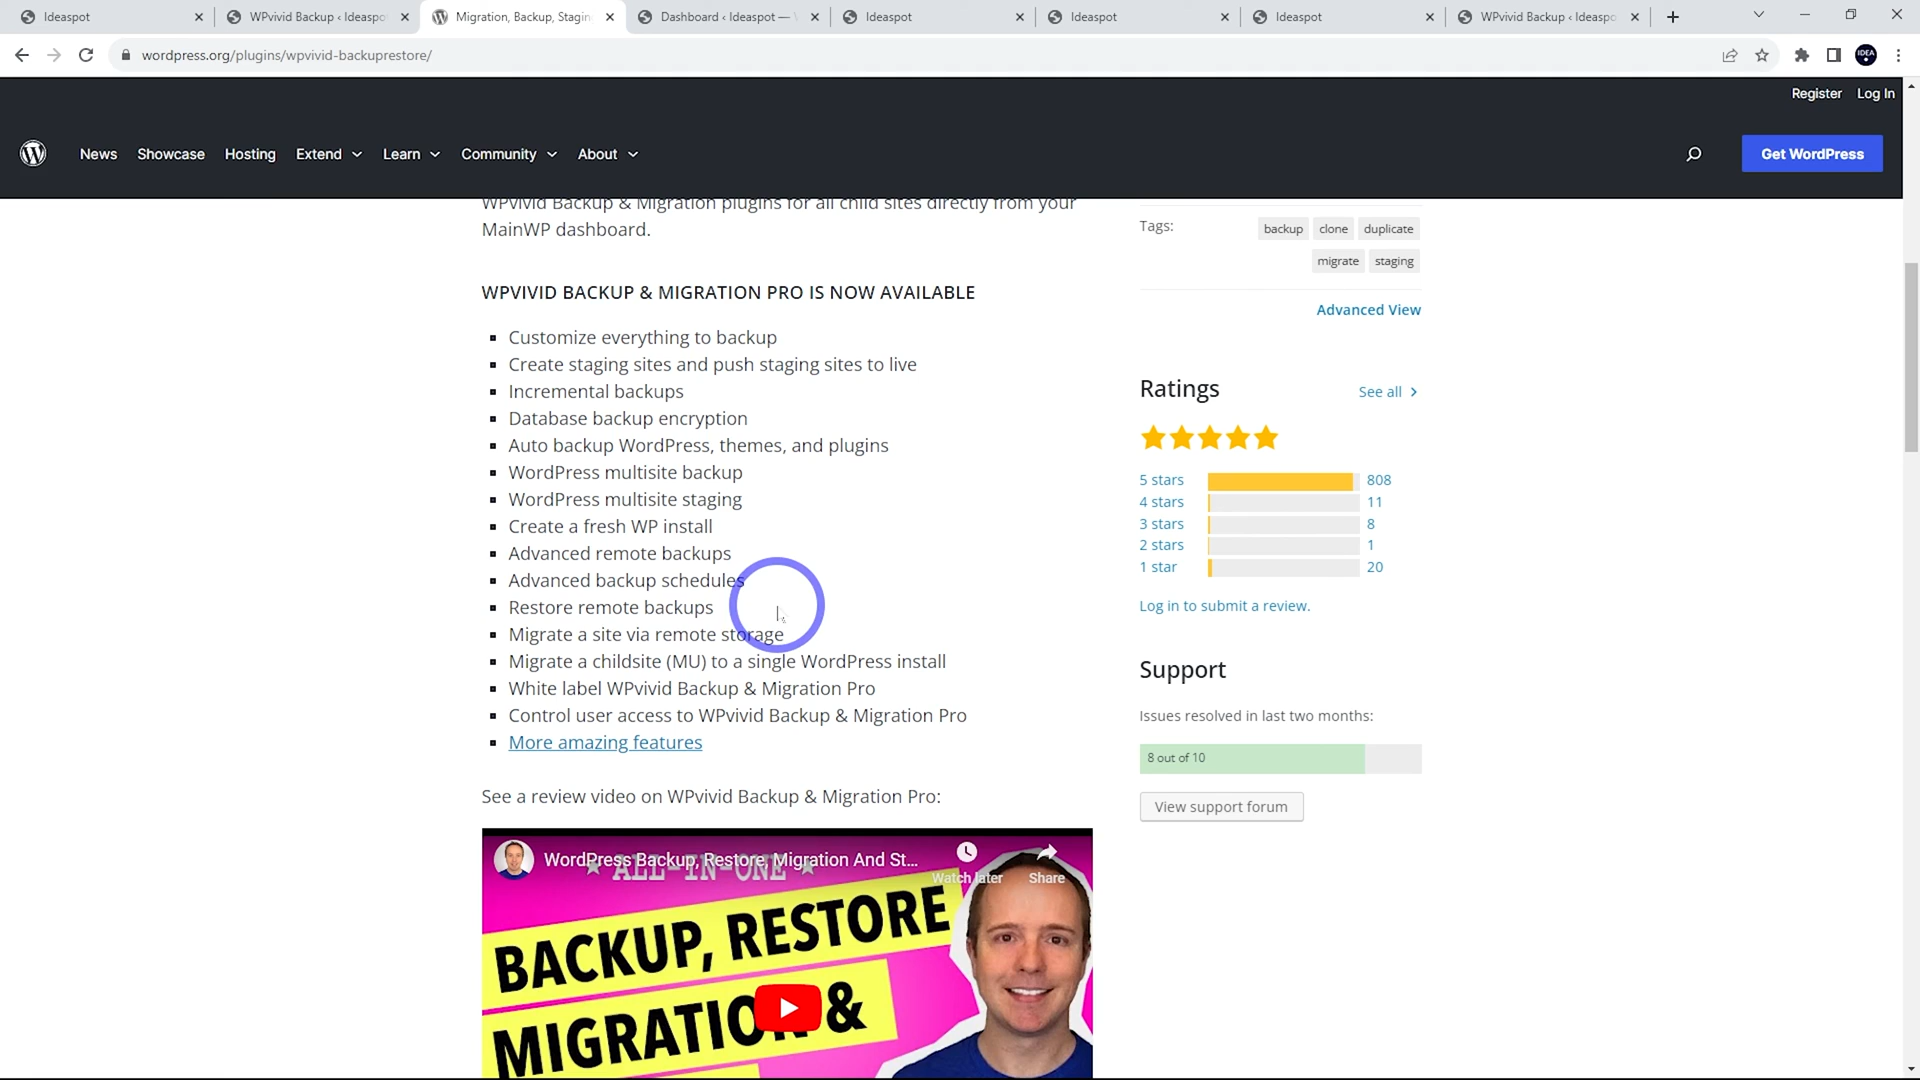 Ideaspot
WPvivid Backup ‹ Ideaspo
Migration, Backup, Staging
Dashboard ‹ Ideaspot — 
Ideaspot
Ideaspot
Ideaspot
WPvivid Backup ‹ Ideaspo
wordpress.org/plugins/wpvivid-backuprestore/
IDEA
Register Log In
News Showcase Hosting Extend Learn Community About
Get WordPress
WPvivid Backup & Migration plugins for all child sites directly from your
MainWP dashboard.
WPVIVID BACKUP & MIGRATION PRO IS NOW AVAILABLE
Customize everything to backup
Create staging sites and push staging sites to live
Incremental backups
Database backup encryption
Auto backup WordPress, themes, and plugins
WordPress multisite backup
WordPress multisite staging
Create a fresh WP install
Advanced remote backups
Advanced backup schedules
Restore remote backups
Migrate a site via remote storage
Migrate a childsite (MU) to a single WordPress install
White label WPvivid Backup & Migration Pro
Control user access to WPvivid Backup & Migration Pro
More amazing features
See a review video on WPvivid Backup & Migration Pro:
WordPress Backup, Restore, Migration And St...
Watch later Share
ALL-IN-ONE
BACKUP, RESTORE
MIGRATION &
Tags: backup clone duplicate
migrate staging
Advanced View
Ratings See all
5 stars 808
4 stars 11
3 stars 8
2 stars 1
1 star 20
Log in to submit a review.
Support
Issues resolved in last two months:
8 out of 10
View support forum